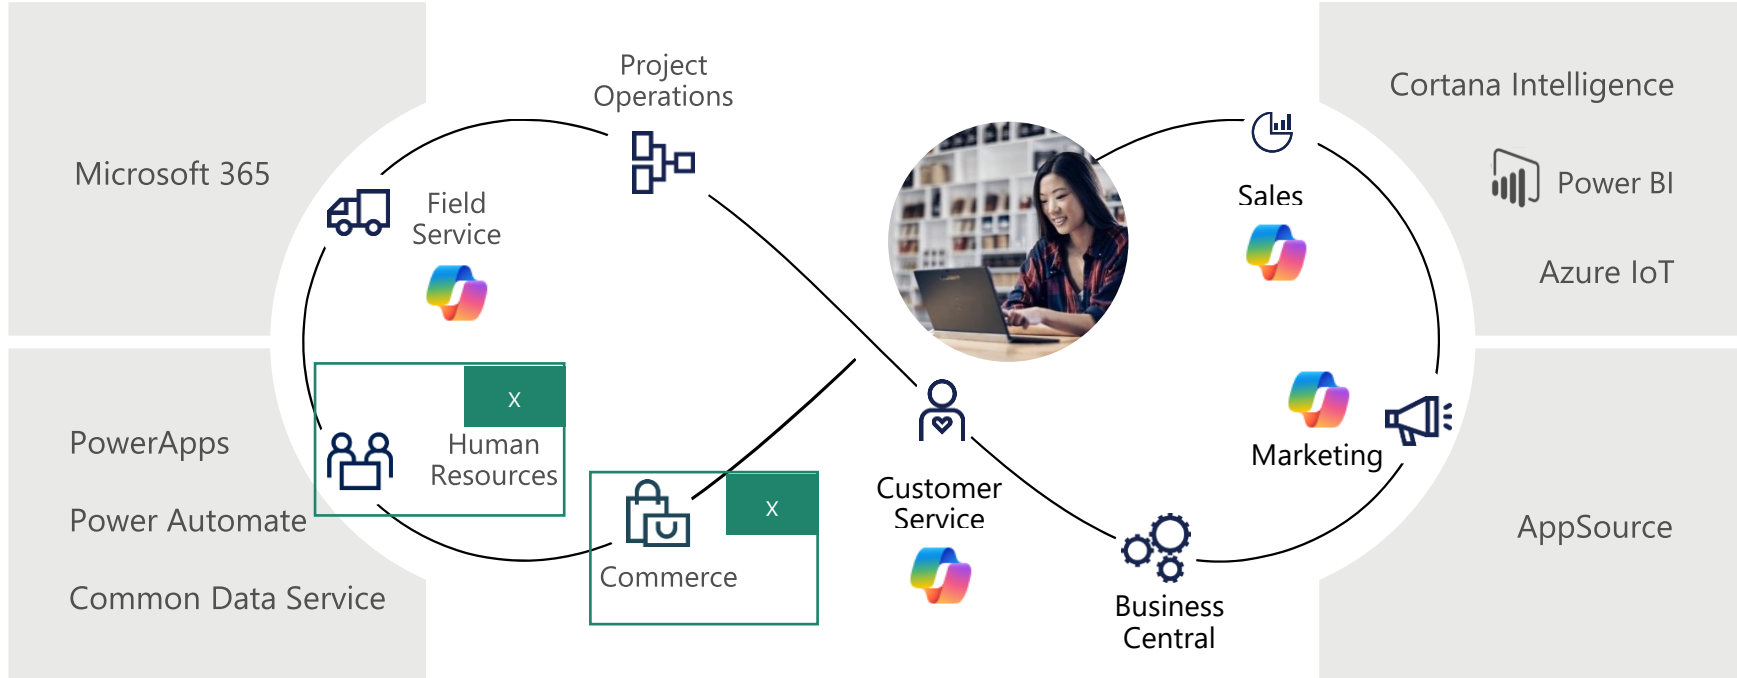 Microsoft 365
PowerApps
Power Automate
Common Data Service
Project
Operations
Field
Service
X
Human
Resources
X
Commerce
Customer
Service
Business
Central
Sales
Marketing
Cortana Intelligence
Power BI
Azure IoT
AppSource